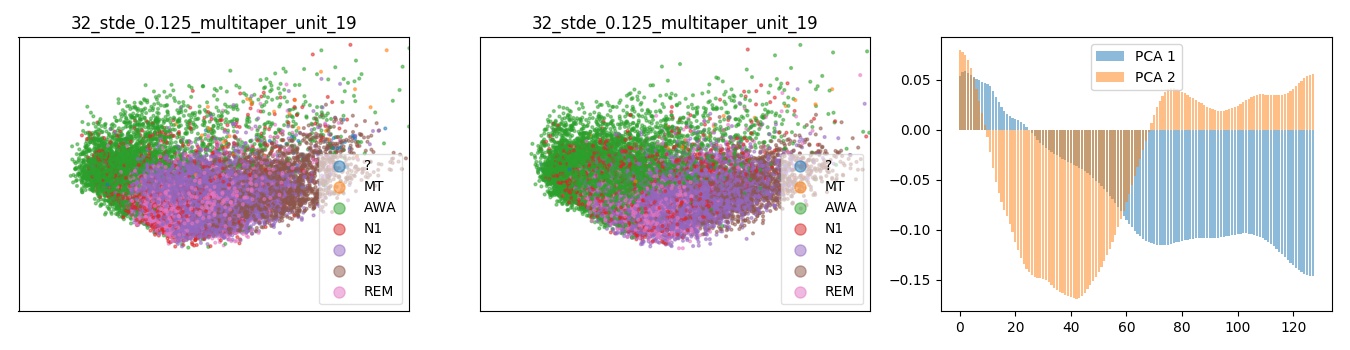 32_stde_0.125_multitaper_unit_19
?
MT
AWA
N1
N2
N3
REM
32_stde_0.125_multitaper_unit_19
?
MT
AWA
N1
N2
N3
REM
PCA 1
PCA 2
0.05
0.00
−0.05
−0.10
−0.15
0 20 40 60 80 100 120